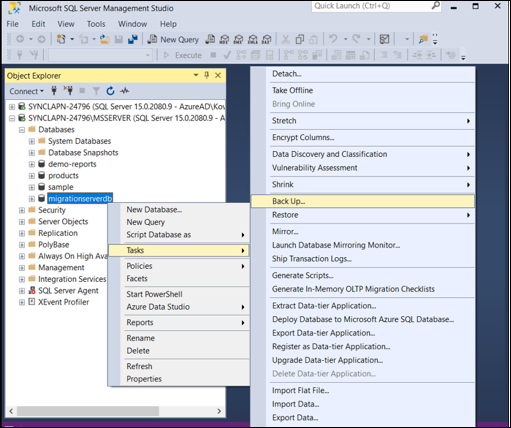 Microsoft SQL Server Management Studio
Quick Launch (Ctrl+Q)
File Edit View Tools Window Help
New Query
Execute
Object Explorer
Connect
SYNCLAPN-24796 (SQL Server 15.0.2080.9 - AzureAD\Kov
SYNCLAPN-24796\MSSERVER (SQL Server 15.0.2080.9 - A
Databases
System Databases
Database Snapshots
demo-reports
products
sample
migrationserverdb
Security
Server Objects
Replication
PolyBase
Always On High Ava
Management
Integration Services
SQL Server Agent
XEvent Profiler
New Database...
New Query
Script Database as
Tasks
Policies
Facets
Start PowerShell
Azure Data Studio
Reports
Rename
Delete
Refresh
Properties
Detach...
Take Offline
Bring Online
Stretch
Encrypt Columns...
Data Discovery and Classification
Vulnerability Assessment
Shrink
Back Up...
Restore
Mirror...
Launch Database Mirroring Monitor...
Ship Transaction Logs...
Generate Scripts...
Generate In-Memory OLTP Migration Checklists
Extract Data-tier Application...
Deploy Database to Microsoft Azure SQL Database...
Export Data-tier Application...
Register as Data-tier Application...
Upgrade Data-tier Application...
Delete Data-tier Application...
Import Flat File...
Import Data...
Export Data...